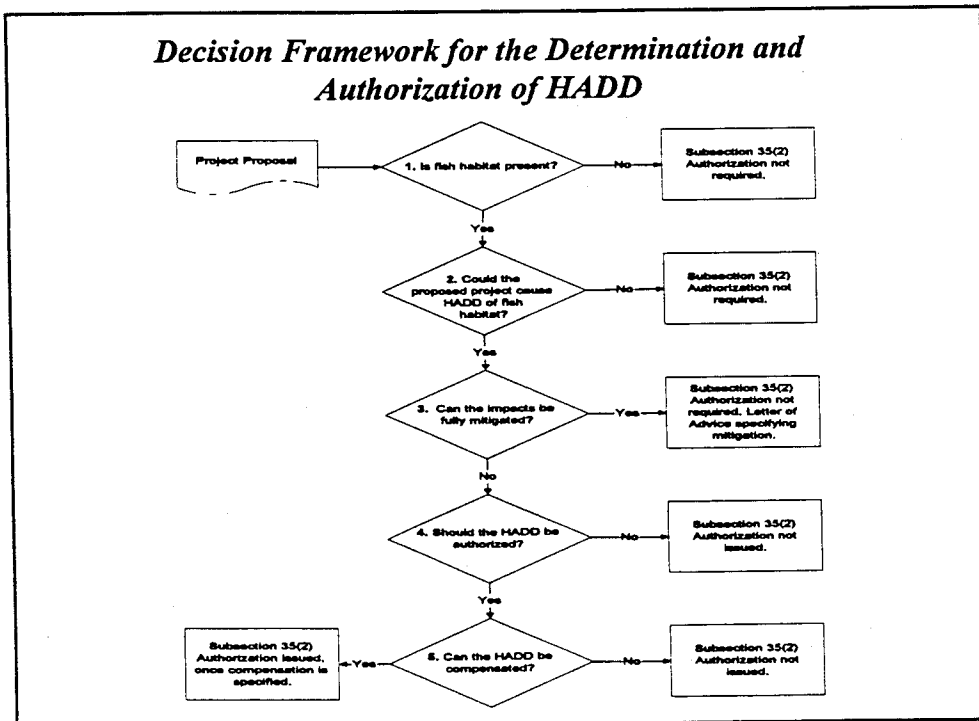 Decision Framework for the Determination and
Authorization of HADD
Project Proposal
1. Is fish habitat present?
No
Subsection 35(2)
Authorization not
required.
Yes
2. Could the
proposed project cause
HADD of fish
habitat?
No
Subsection 35(2)
Authorization not
required.
Yes
3. Can the impacts be
fully mitigated?
Yes
Subsection 35(2)
Authorization not
required. Letter of
Advice specifying
mitigation.
No
4. Should the HADD be
authorized?
No
Subsection 35(2)
Authorization not
issued.
Yes
Subsection 35(2)
Authorization issued,
once compensation is
specified.
Yes
5. Can the HADD be
compensated?
No
Subsection 35(2)
Authorization not
issued.